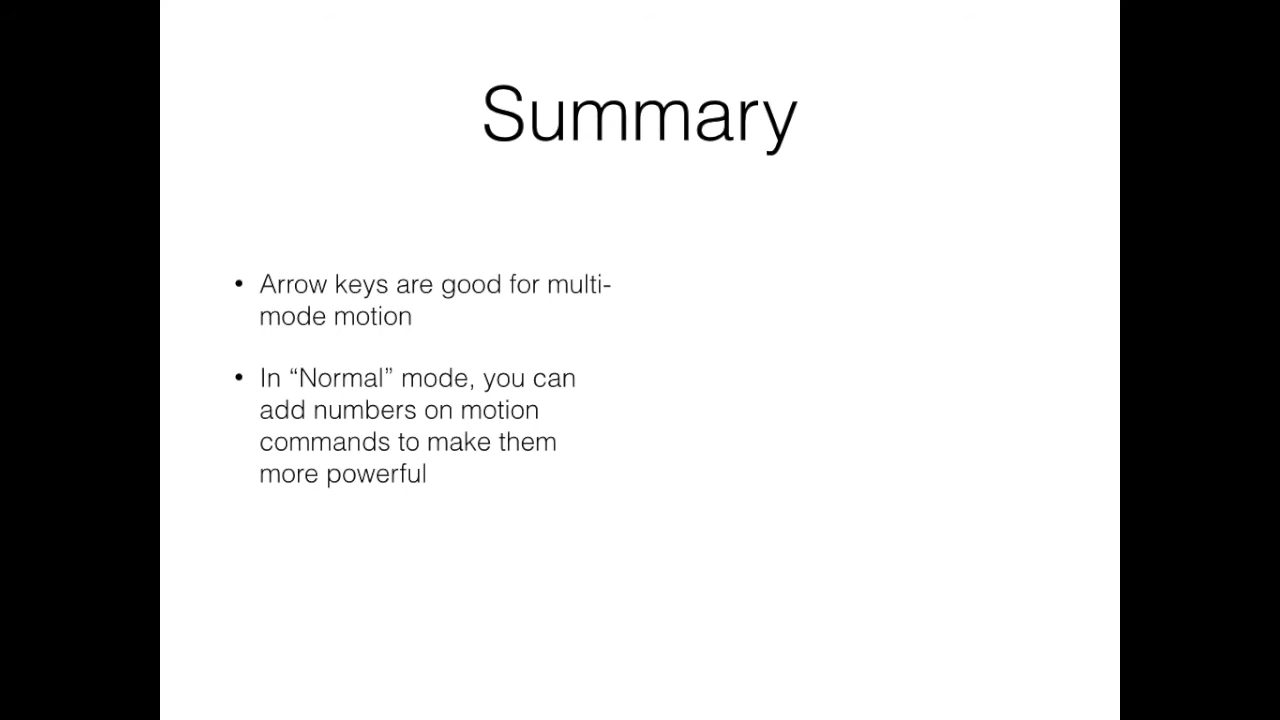 Summary
• Arrow keys are good for multi-
mode motion
• In “Normal” mode, you can
add numbers on motion
commands to make them
more powerful